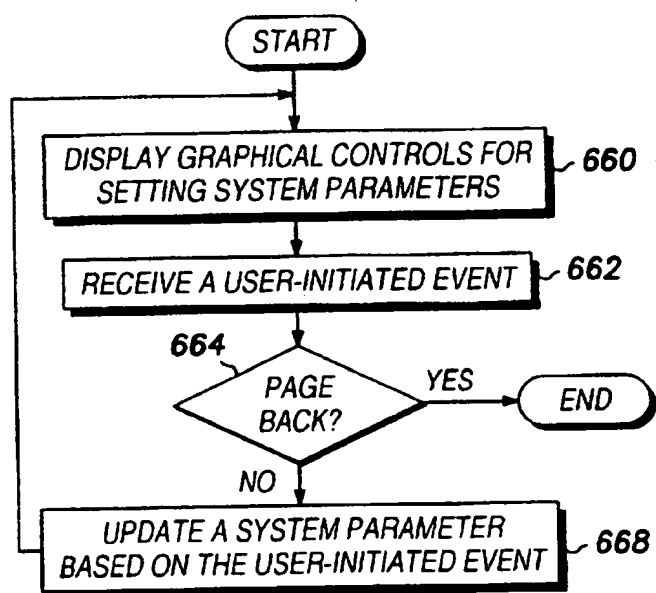 START
DISPLAY GRAPHICAL CONTROLS FOR
SETTING SYSTEM PARAMETERS
660
RECEIVE A USER-INITIATED EVENT
662
664
PAGE
BACK?
YES
END
NO
UPDATE A SYSTEM PARAMETER
BASED ON THE USER-INITIATED EVENT
668